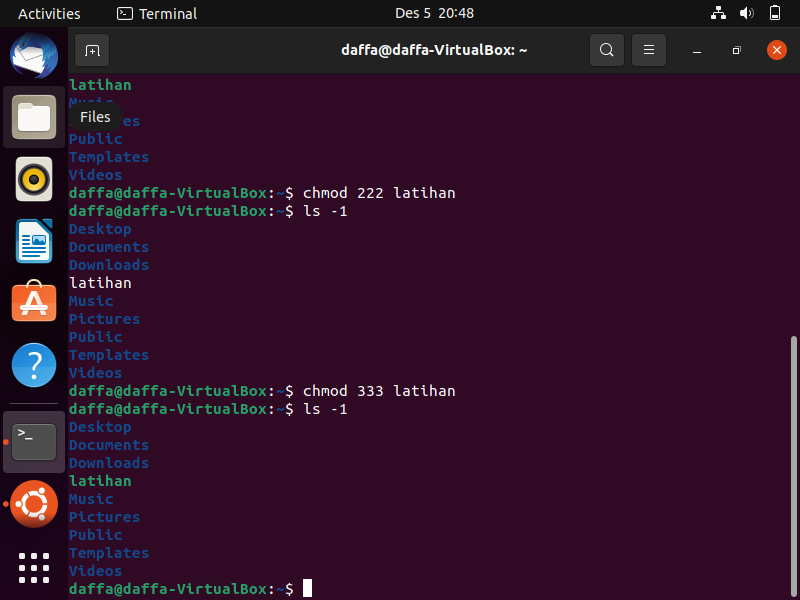 Activities
Terminal
Des 5 20:48
daffa@daffa-VirtualBox: ~
latihan
Files
Public
Templates
Videos
daffa@daffa-VirtualBox:~$ chmod 222 latihan
daffa@daffa-VirtualBox:~$ ls -1
Desktop
Documents
Downloads
latihan
Music
Pictures
Public
Templates
Videos
daffa@daffa-VirtualBox:~$ chmod 333 latihan
daffa@daffa-VirtualBox:~$ ls -1
Desktop
Documents
Downloads
latihan
Music
Pictures
Public
Templates
Videos
daffa@daffa-VirtualBox:~$